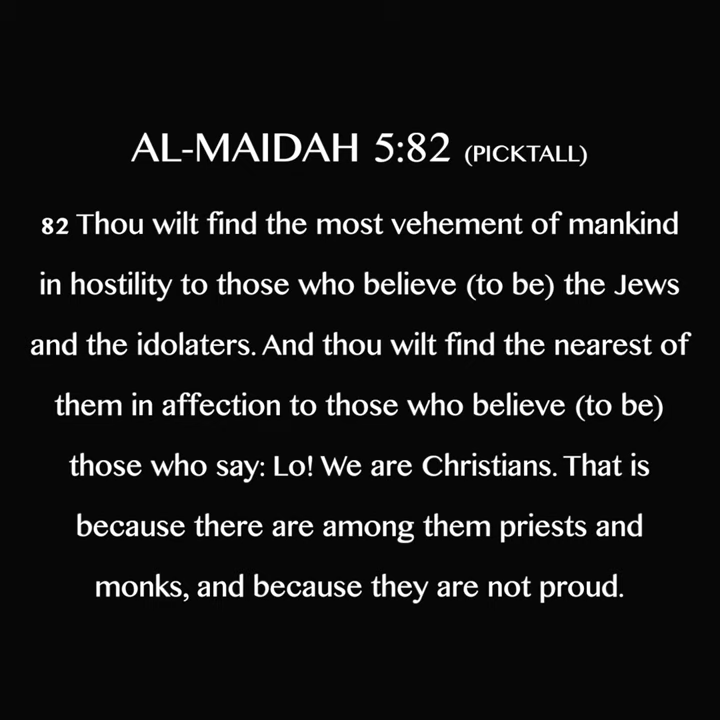 AL-MAIDAH 5:82 (PICKTALL)
82 Thou wilt find the most vehement of mankind
in hostility to those who believe (to be) the Jews
and the idolaters. And thou wilt find the nearest of
them in affection to those who believe (to be)
those who say: Lo! We are Christians. That is
because there are among them priests and
monks, and because they are not proud.